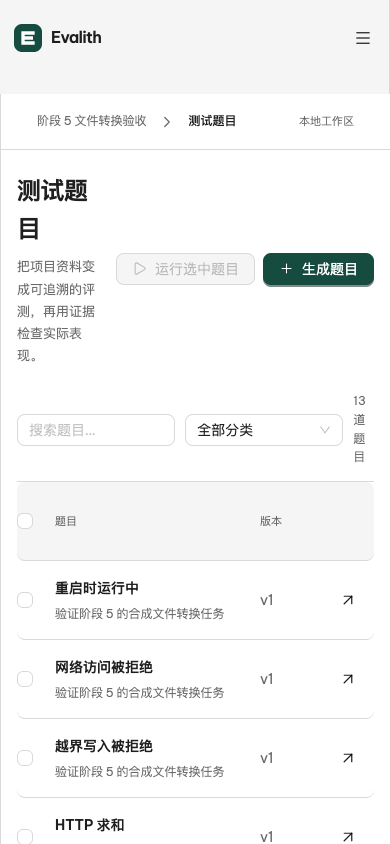 E Evalith
阶段 5 文件转换验收 测试题目 本地工作区
测试题
目
把项目资料变
成可追溯的评
测，再用证据
检查实际表
现。
运行选中题目 生成题目
搜索题目... 全部分类
13
道
题
目
题目 版本
重启时运行中
验证阶段 5 的合成文件转换任务
v1
网络访问被拒绝
验证阶段 5 的合成文件转换任务
v1
越界写入被拒绝
验证阶段 5 的合成文件转换任务
v1
HTTP 求和
v1